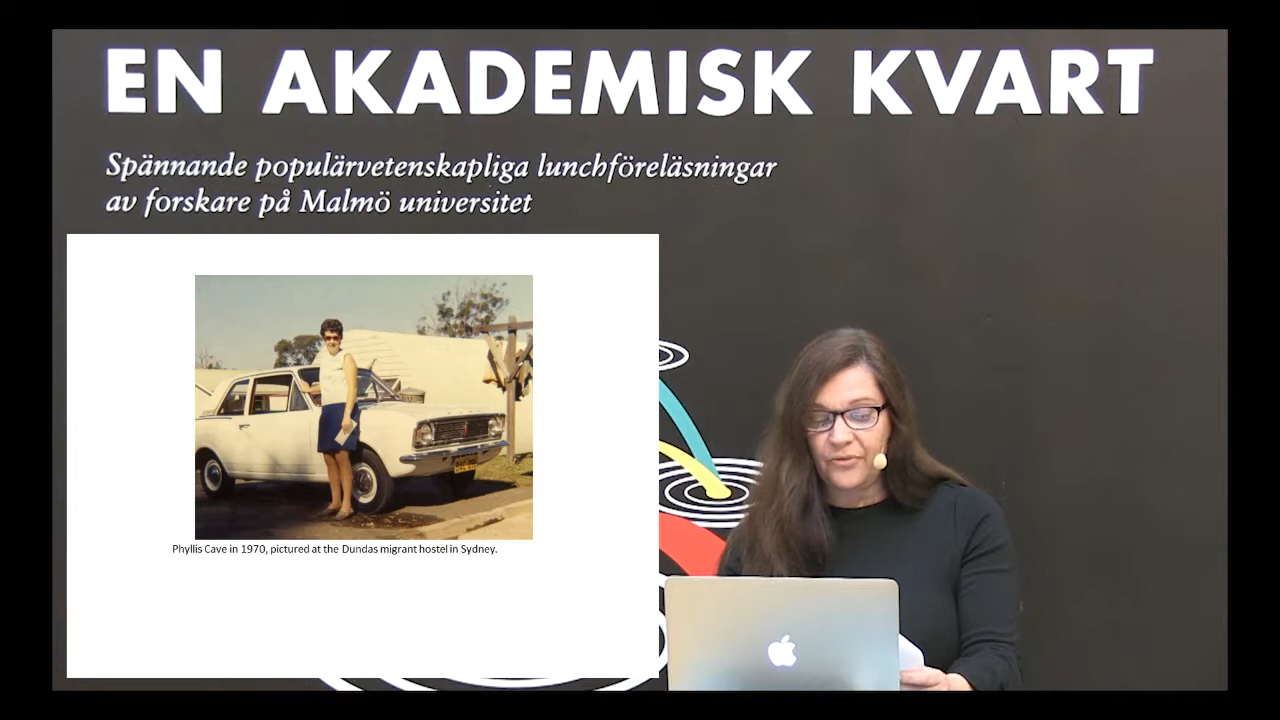 EN AKADEMISK KVART
Spännande populärvetenskapliga lunchföreläsningar
av forskare på Malmö universitet
Phyllis Cave in 1970, pictured at the Dundas migrant hostel in Sydney.